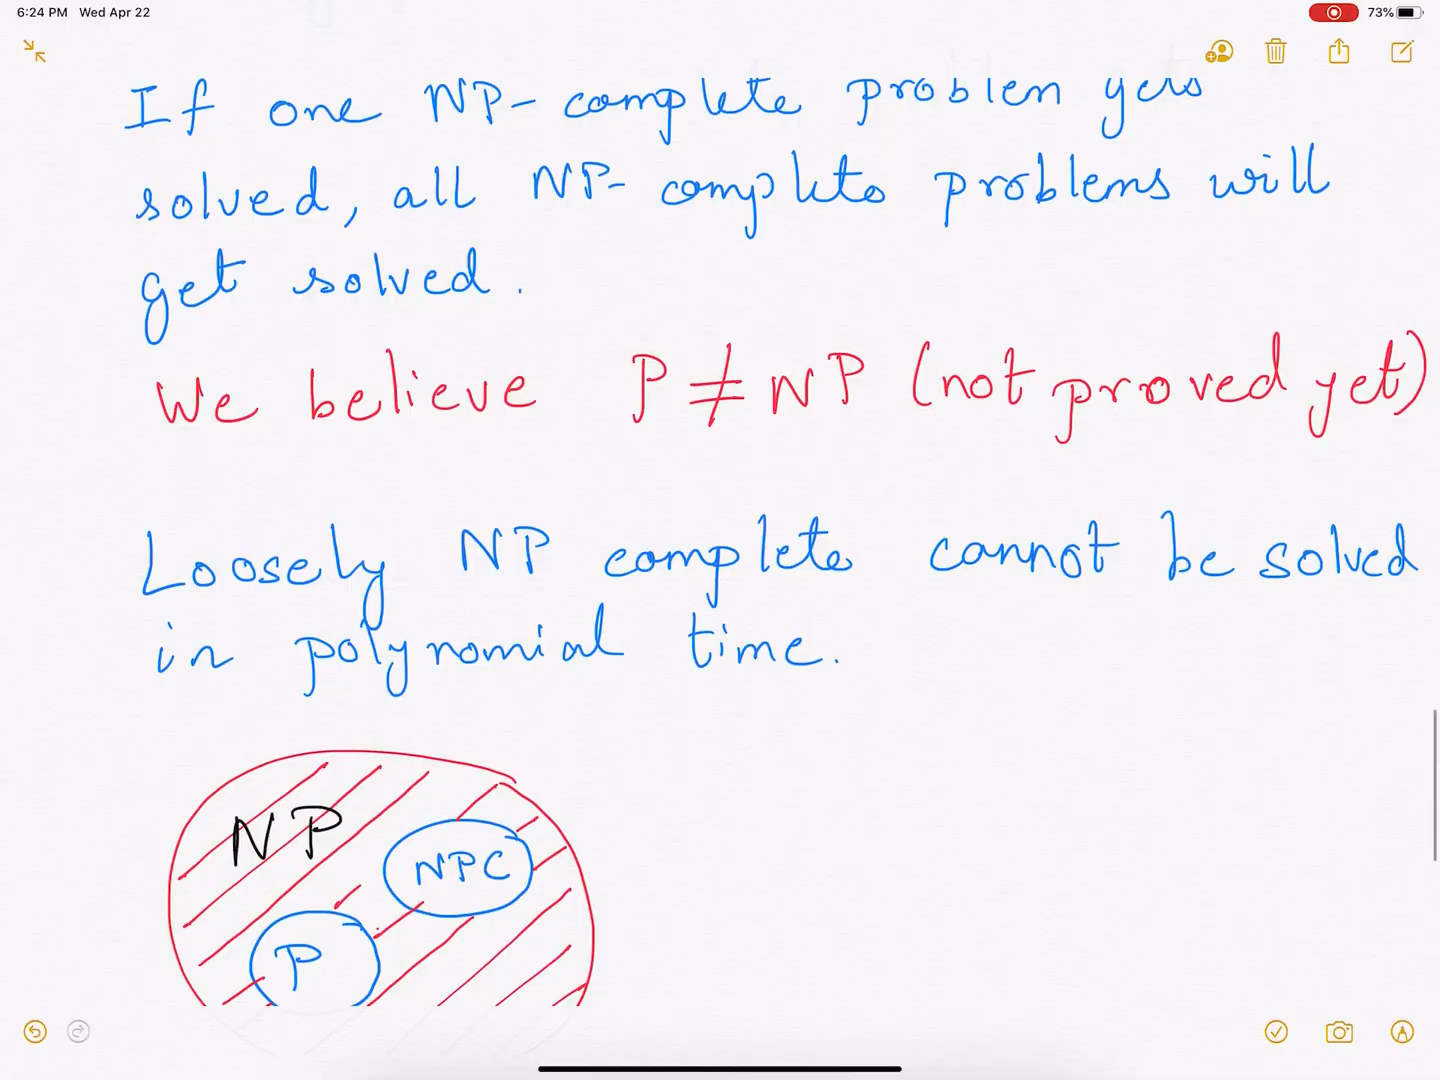 6:24 PM Wed Apr 22
73%
If one NP-complete problem gets
solved, all NP-complete problems will
get solved.
We believe P ≠ NP (not proved yet)
Loosely NP complete cannot be solved
in polynomial time.
NP
NPC
P